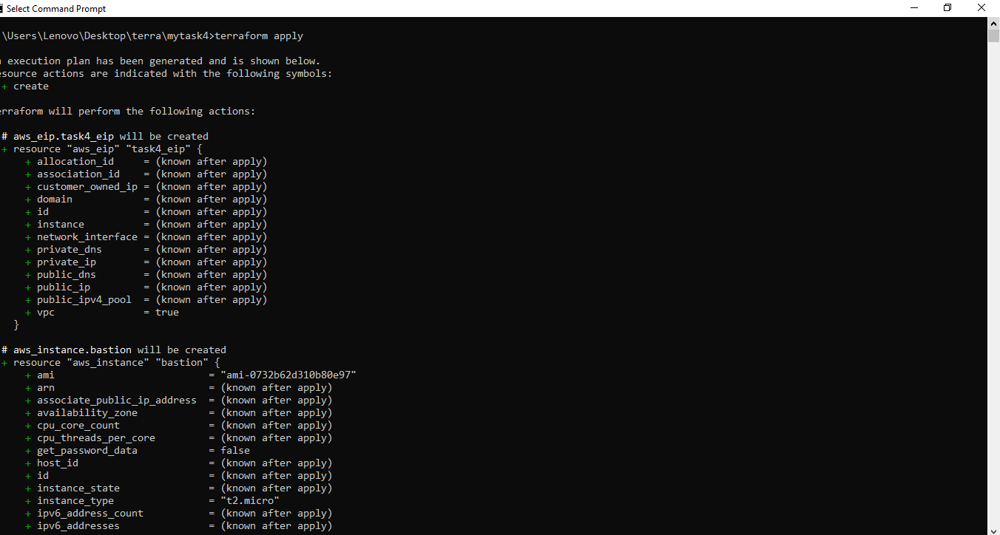 Select Command Prompt
\Users\Lenovo\Desktop\terra\mytask4>terraform apply
execution plan has been generated and is shown below.
esource actions are indicated with the following symbols:
+ create
erraform will perform the following actions:
# aws_eip.task4_eip will be created
+ resource "aws_eip" "task4_eip" {
+ allocation_id = (known after apply)
+ association_id = (known after apply)
+ customer_owned_ip = (known after apply)
+ domain = (known after apply)
+ id = (known after apply)
+ instance = (known after apply)
+ network_interface = (known after apply)
+ private_dns = (known after apply)
+ private_ip = (known after apply)
+ public_dns = (known after apply)
+ public_ip = (known after apply)
+ public_ipv4_pool = (known after apply)
+ vpc = true
}
# aws_instance.bastion will be created
+ resource "aws_instance" "bastion" {
+ ami = "ami-0732b62d310b80e97"
+ arn = (known after apply)
+ associate_public_ip_address = (known after apply)
+ availability_zone = (known after apply)
+ cpu_core_count = (known after apply)
+ cpu_threads_per_core = (known after apply)
+ get_password_data = false
+ host_id = (known after apply)
+ id = (known after apply)
+ instance_state = (known after apply)
+ instance_type = "t2.micro"
+ ipv6_address_count = (known after apply)
+ ipv6_addresses = (known after apply)